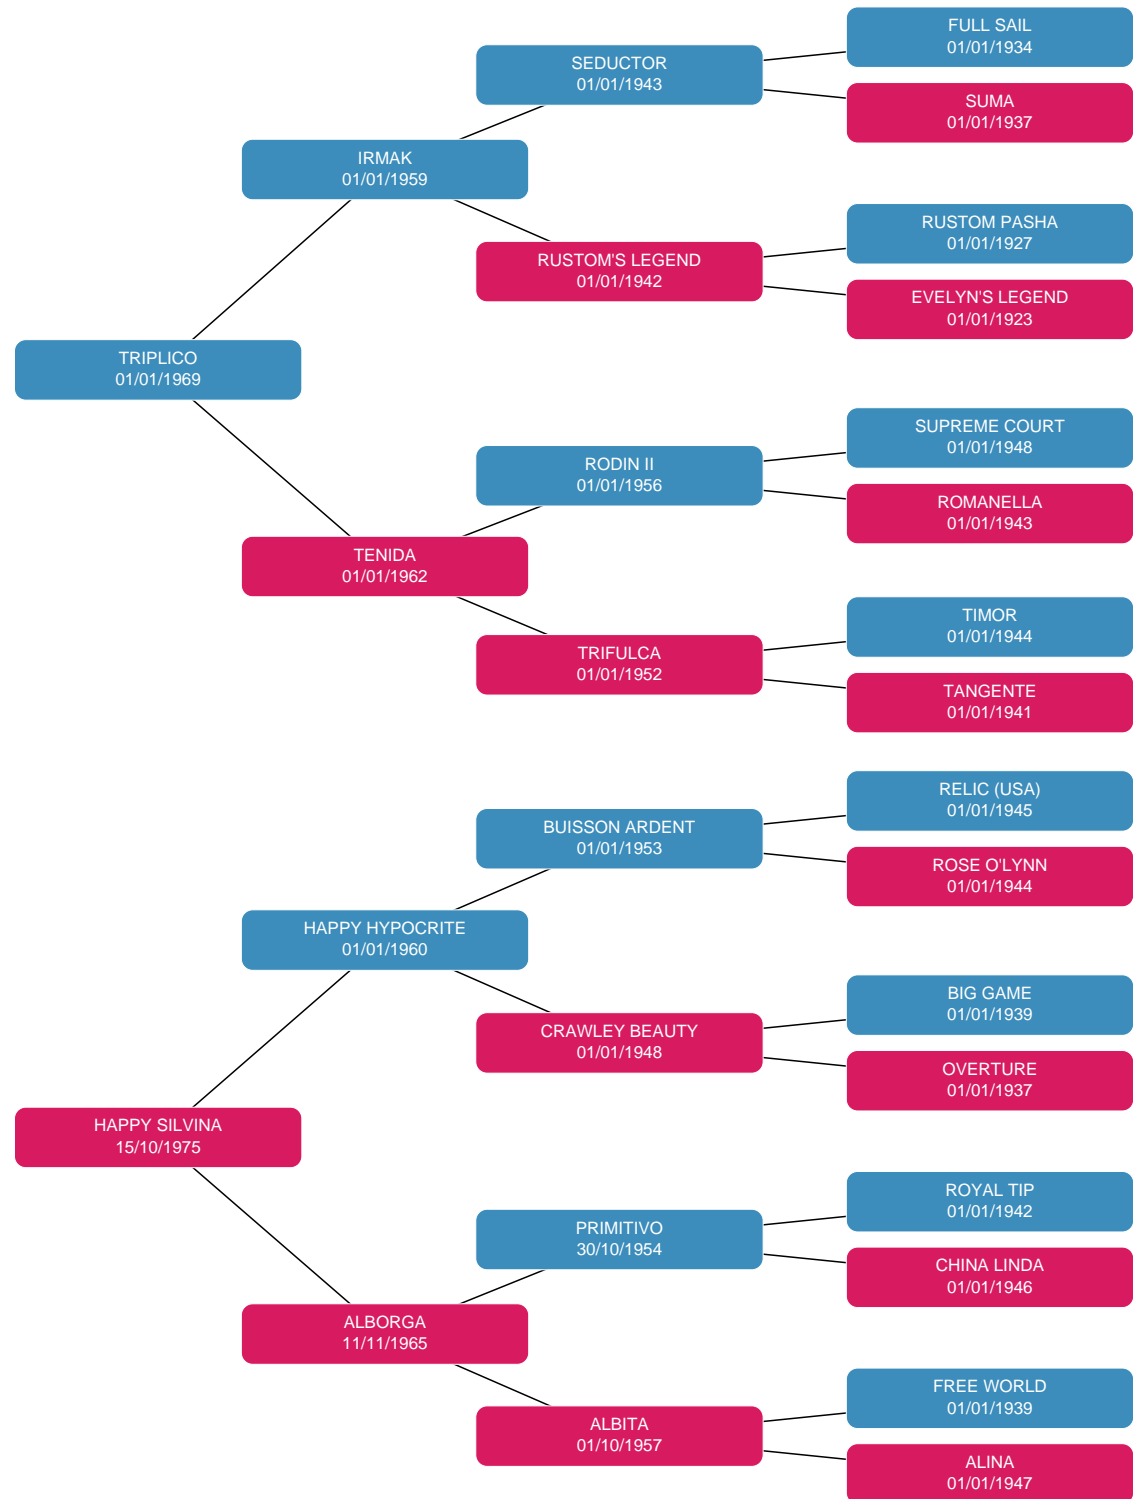 FULL SAIL
01/01/1934
SEDUCTOR
01/01/1943
SUMA
01/01/1937
IRMAK
01/01/1959
RUSTOM PASHA
01/01/1927
RUSTOM'S LEGEND
01/01/1942
EVELYN'S LEGEND
01/01/1923
TRIPLICO
01/01/1969
SUPREME COURT
01/01/1948
RODIN II
01/01/1956
ROMANELLA
01/01/1943
TENIDA
01/01/1962
TIMOR
01/01/1944
TRIFULCA
01/01/1952
TANGENTE
01/01/1941
RELIC (USA)
01/01/1945
BUISSON ARDENT
01/01/1953
ROSE O'LYNN
01/01/1944
HAPPY HYPOCRITE
01/01/1960
BIG GAME
01/01/1939
CRAWLEY BEAUTY
01/01/1948
OVERTURE
01/01/1937
HAPPY SILVINA
15/10/1975
ROYAL TIP
01/01/1942
PRIMITIVO
30/10/1954
CHINA LINDA
01/01/1946
ALBORGA
11/11/1965
FREE WORLD
01/01/1939
ALBITA
01/10/1957
ALINA
01/01/1947